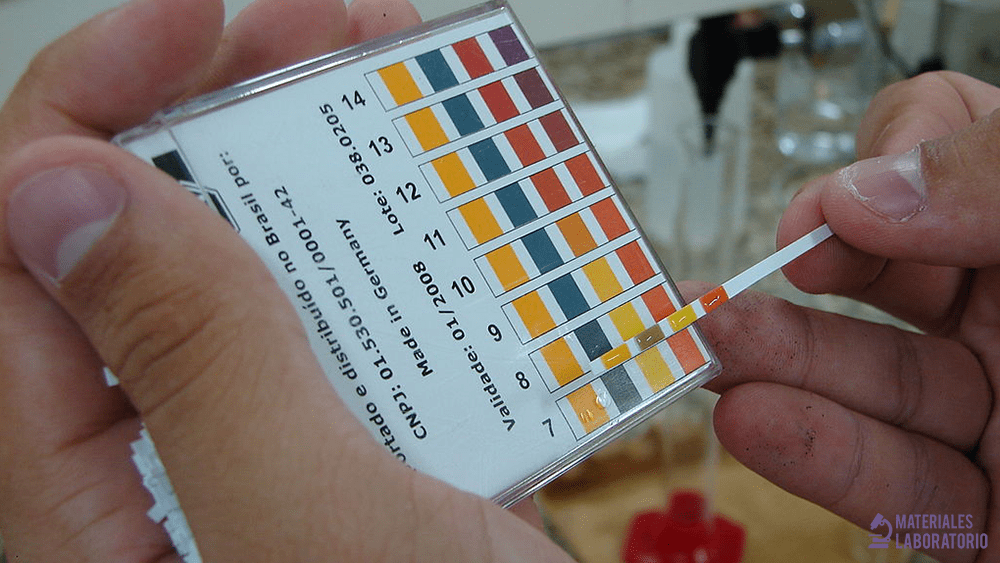 14
13
12
11
10
9
8
7
Lote: 038.0205
Validade: 01/2008
Made in Germany
CNPJ: 01.530.501/0001-42
ortado e distribuído no Brasil por:
MATERIALES
LABORATORIO